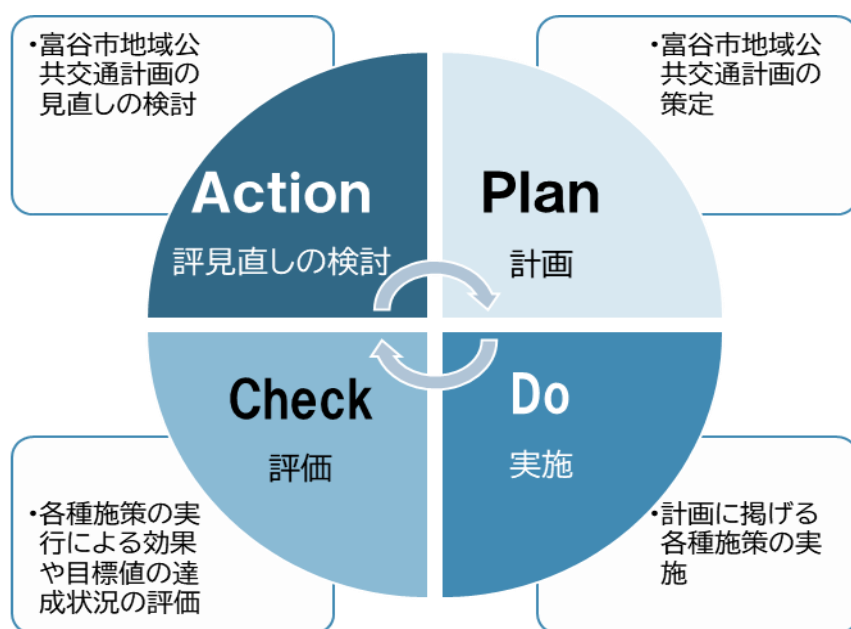 ・富谷市地域公
共交通計画の
見直しの検討
・富谷市地域公
共交通計画の
策定
Action
評見直しの検討
Plan
計画
Check
評価
Do
実施
・各種施策の実
行による効果
や目標値の達
成状況の評価
・計画に掲げる
各種施策の実
施